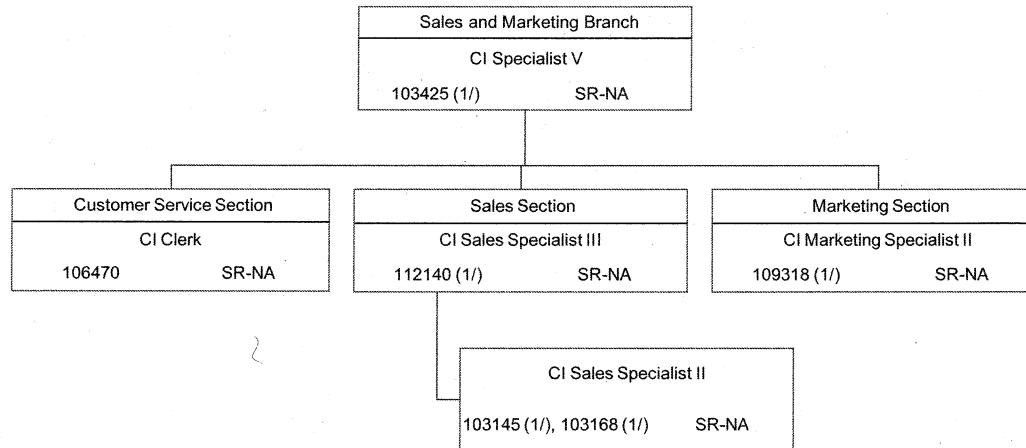 Sales and Marketing Branch
CI Specialist V
103425 (1/) SR-NA
Customer Service Section
CI Clerk
106470 SR-NA
Sales Section
CI Sales Specialist III
112140 (1/) SR-NA
Marketing Section
CI Marketing Specialist II
109318 (1/) SR-NA
CI Sales Specialist II
103145 (1/), 103168 (1/) SR-NA